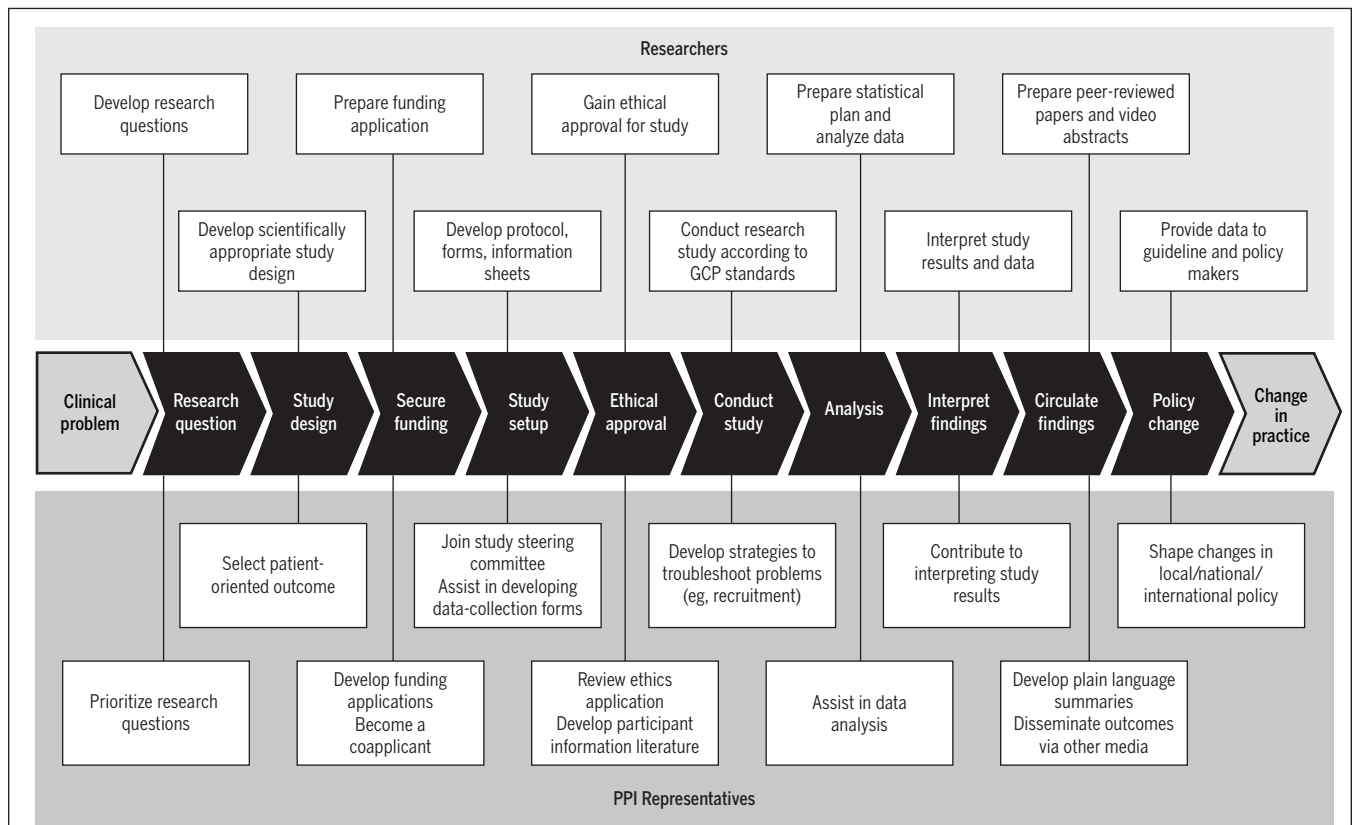 Researchers
Develop research
questions
Prepare funding
application
Gain ethical
approval for study
Prepare statistical
plan and
analyze data
Prepare peer-reviewed
papers and video
abstracts
Develop scientifically
appropriate study
design
Develop protocol,
forms, information
sheets
Conduct research
study according to
GCP standards
Interpret study
results and data
Provide data to
guideline and policy
makers
Clinical
problem
Research
question
Study
design
Secure
funding
Study
setup
Ethical
approval
Conduct
study
Analysis
Interpret
findings
Circulate
findings
Policy
change
Change
in
practice
Select patient-
oriented outcome
Join study steering
committee
Assist in developing
data-collection forms
Develop strategies to
troubleshoot problems
(eg, recruitment)
Contribute to
interpreting study
results
Shape changes in
local/national/
international policy
Prioritize research
questions
Develop funding
applications
Become a
coapplicant
Review ethics
application
Develop participant
information literature
Assist in data
analysis
Develop plain language
summaries
Disseminate outcomes
via other media
PPI Representatives